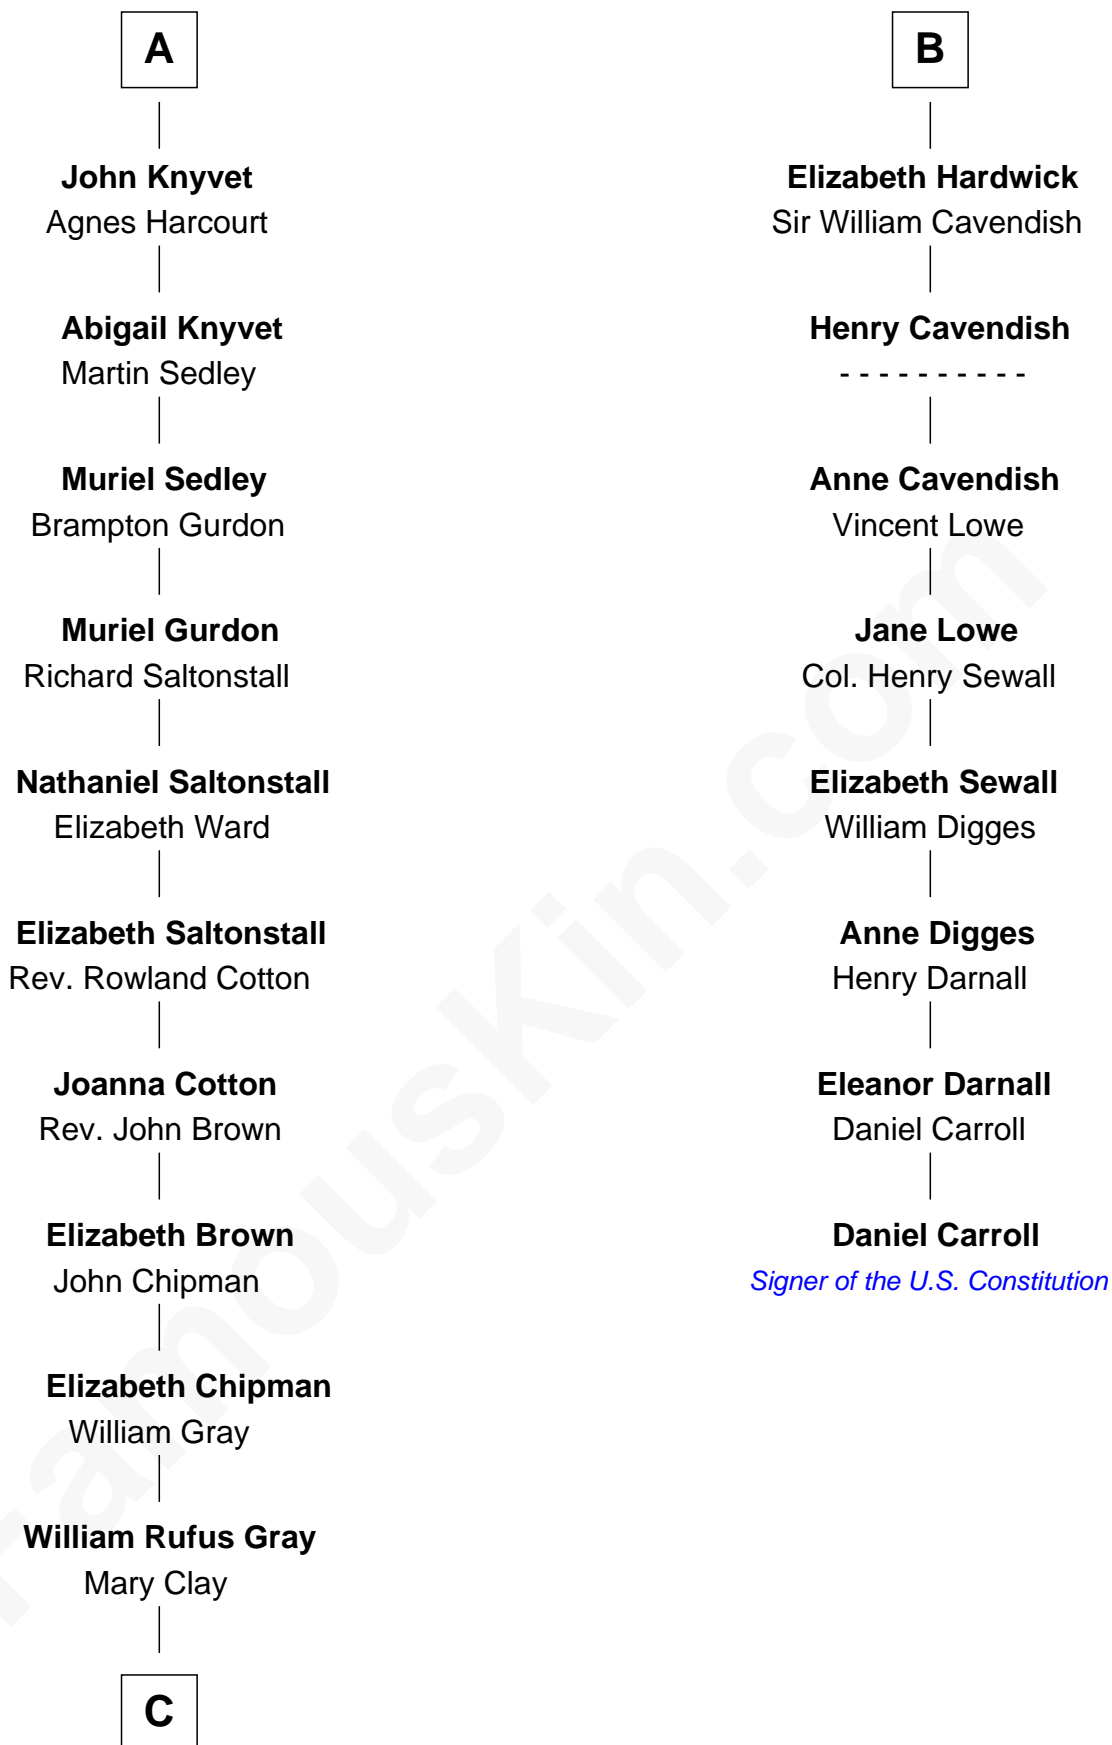 A
John Knyvet
Agnes Harcourt
Abigail Knyvet
Martin Sedley
Muriel Sedley
Brampton Gurdon
Muriel Gurdon
Richard Saltonstall
Nathaniel Saltonstall
Elizabeth Ward
Elizabeth Saltonstall
Rev. Rowland Cotton
Joanna Cotton
Rev. John Brown
Elizabeth Brown
John Chipman
Elizabeth Chipman
William Gray
William Rufus Gray
Mary Clay
C
B
Elizabeth Hardwick
Sir William Cavendish
Henry Cavendish
- - - - - - - - - -
Anne Cavendish
Vincent Lowe
Jane Lowe
Col. Henry Sewall
Elizabeth Sewall
William Digges
Anne Digges
Henry Darnall
Eleanor Darnall
Daniel Carroll
Daniel Carroll
Signer of the U.S. Constitution
FamousKin.com